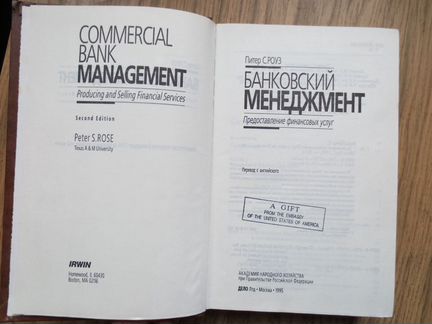 COMMERCIAL
BANK
MANAGEMENT
Producing and Selling Financial Services
Second Edition
Peter S.ROSE
Texas A & M University
IRWIN
Homewood, IL 60430
Boston, MA 02116
Питер С.РОУЗ
БАНКОВСКИЙ
МЕНЕДЖМЕНТ
Предоставление финансовых услуг
Перевод с английского
A GIFT
FROM THE EMBASSY
OF THE UNITED STATES OF AMERICA
АКАДЕМИЯ НАРОДНОГО ХОЗЯЙСТВА
при Правительстве Российской Федерации
ДЕЛО Лтд • Москва • 1995